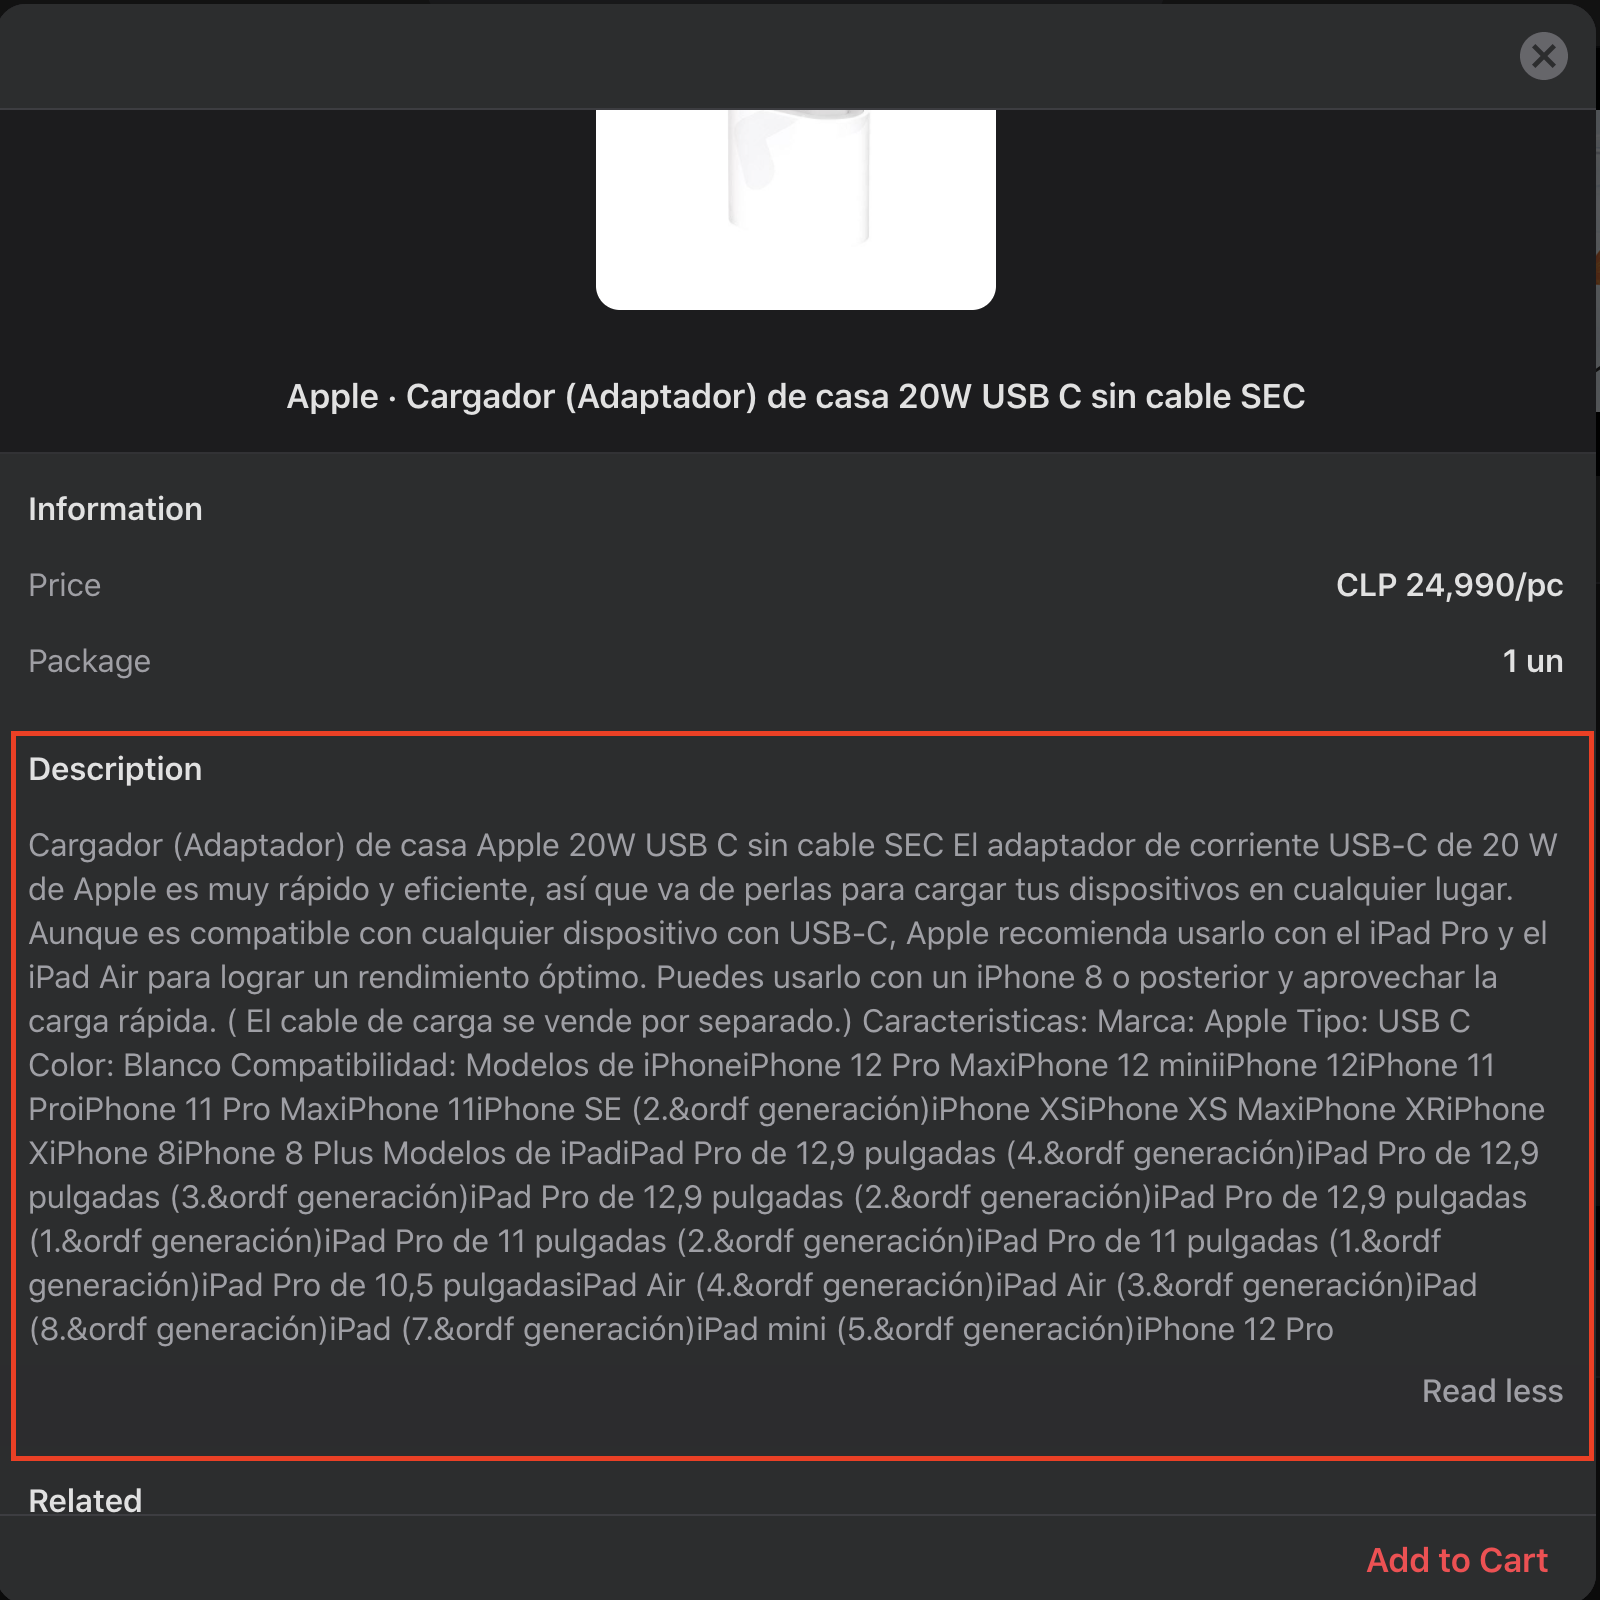 Apple · Cargador (Adaptador) de casa 20W USB C sin cable SEC
Information
Price
CLP 24,990/pc
Package
1 un
Description
Cargador (Adaptador) de casa Apple 20W USB C sin cable SEC El adaptador de corriente USB-C de 20 W
de Apple es muy rápido y eficiente, así que va de perlas para cargar tus dispositivos en cualquier lugar.
Aunque es compatible con cualquier dispositivo con USB-C, Apple recomienda usarlo con el iPad Pro y el
iPad Air para lograr un rendimiento óptimo. Puedes usarlo con un iPhone 8 o posterior y aprovechar la
carga rápida. ( El cable de carga se vende por separado.) Caracteristicas: Marca: Apple Tipo: USB C
Color: Blanco Compatibilidad: Modelos de iPhoneiPhone 12 Pro MaxiPhone 12 miniiPhone 12iPhone 11
ProiPhone 11 Pro MaxiPhone 11iPhone SE (2.&ordf generación)iPhone XSiPhone XS MaxiPhone XRiPhone
XiPhone 8iPhone 8 Plus Modelos de iPadiPad Pro de 12,9 pulgadas (4.&ordf generación)iPad Pro de 12,9
pulgadas (3.&ordf generación)iPad Pro de 12,9 pulgadas (2.&ordf generación)iPad Pro de 12,9 pulgadas
(1.&ordf generación)iPad Pro de 11 pulgadas (2.&ordf generación)iPad Pro de 11 pulgadas (1.&ordf
generación)iPad Pro de 10,5 pulgadasiPad Air (4.&ordf generación)iPad Air (3.&ordf generación)iPad
(8.&ordf generación)iPad (7.&ordf generación)iPad mini (5.&ordf generación)iPhone 12 Pro
Read less
Related
Add to Cart